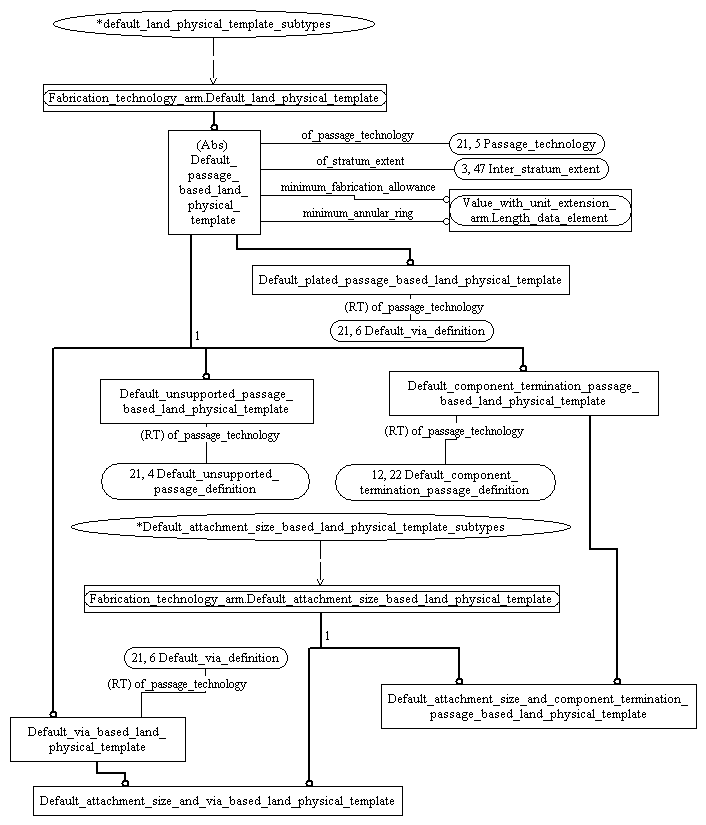 *default_land_physical_template_subtypes
Fabrication_technology_arm.Default_land_physical_template
(Abs)
Default_
passage_
based_land_
physical_
template
of_passage_technology
21, 5 Passage_technology
of_stratum_extent
3, 47 Inter_stratum_extent
minimum_fabrication_allowance
minimum_annular_ring
Value_with_unit_extension_
arm.Length_data_element
Default_plated_passage_based_land_physical_template
(RT) of_passage_technology
21, 6 Default_via_definition
1
Default_unsupported_passage_
based_land_physical_template
(RT) of_passage_technology
21, 4 Default_unsupported_
passage_definition
Default_component_termination_passage_
based_land_physical_template
(RT) of_passage_technology
12, 22 Default_component_
termination_passage_definition
*Default_attachment_size_based_land_physical_template_subtypes
Fabrication_technology_arm.Default_attachment_size_based_land_physical_template
1
21, 6 Default_via_definition
(RT) of_passage_technology
Default_attachment_size_and_component_termination_
passage_based_land_physical_template
Default_via_based_land_
physical_template
Default_attachment_size_and_via_based_land_physical_template